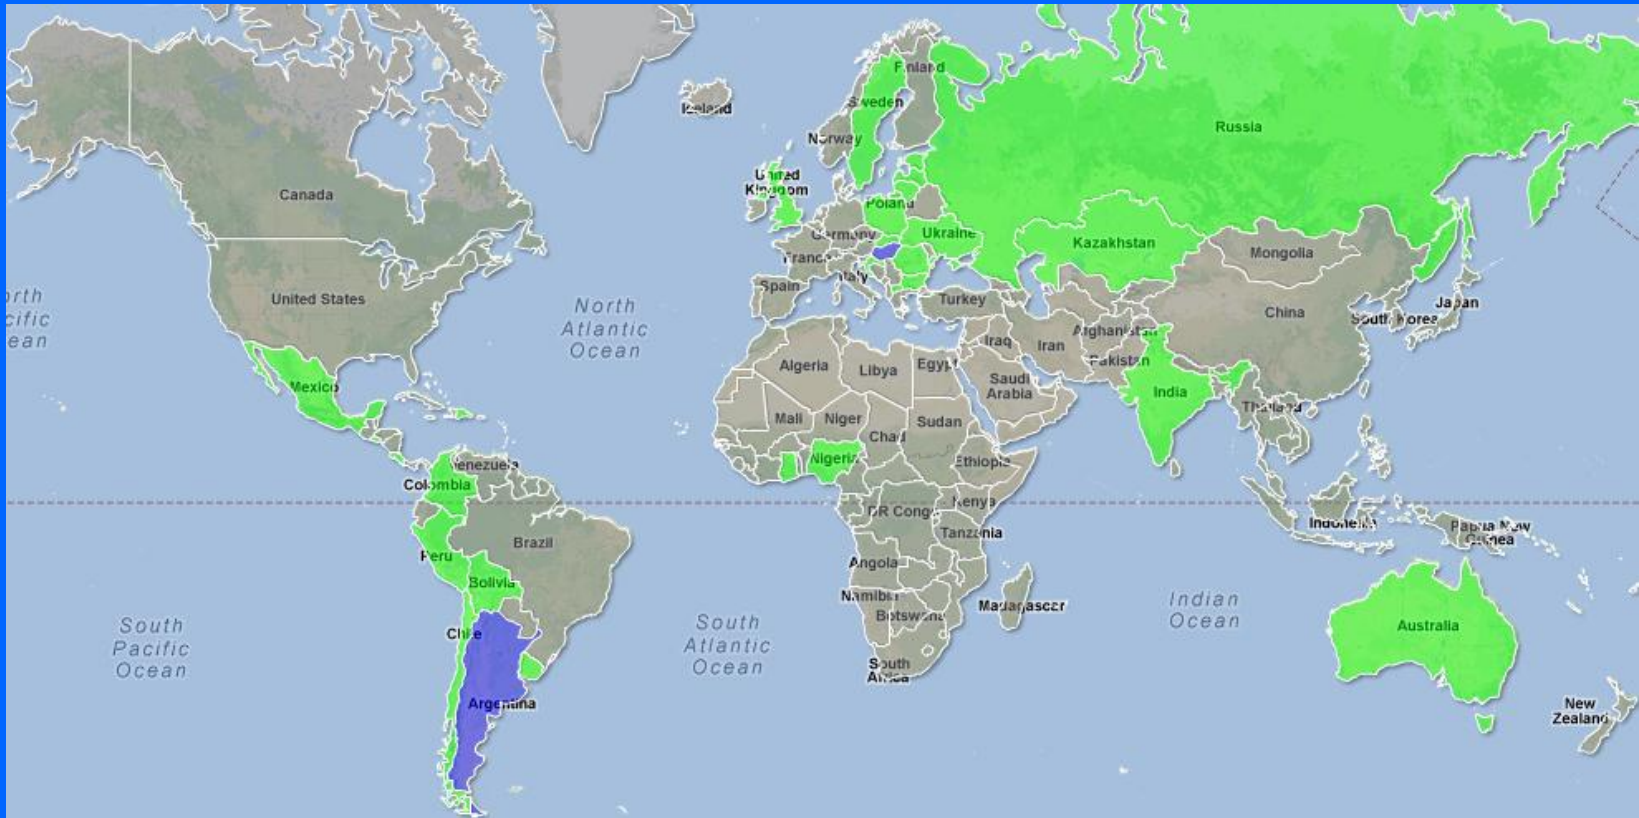 Iceland
Finland
Sweden
Norway
Russia
United
Kingdom
Canada
Poland
Germany
Ukraine
Kazakhstan
Mongolia
France
Italy
Spain
Turkey
United States
North
Atlantic
Ocean
orth
cific
ean
China
Japan
South Korea
Afghanistan
Iraq
Iran
Pakistan
Algeria
Libya
Egypt
Saudi
Arabia
India
Mexico
Mali
Niger
Chad
Sudan
Thailand
Venezuela
Nigeria
Ethiopia
Colombia
DR Congo
Kenya
Indonesia
Papua New
Guinea
Tanzania
Brazil
Peru
Angola
Bolivia
Namibia
Botswana
Madagascar
Indian
Ocean
South
Pacific
Ocean
Chile
South
Atlantic
Ocean
Australia
South
Africa
Argentina
New
Zealand